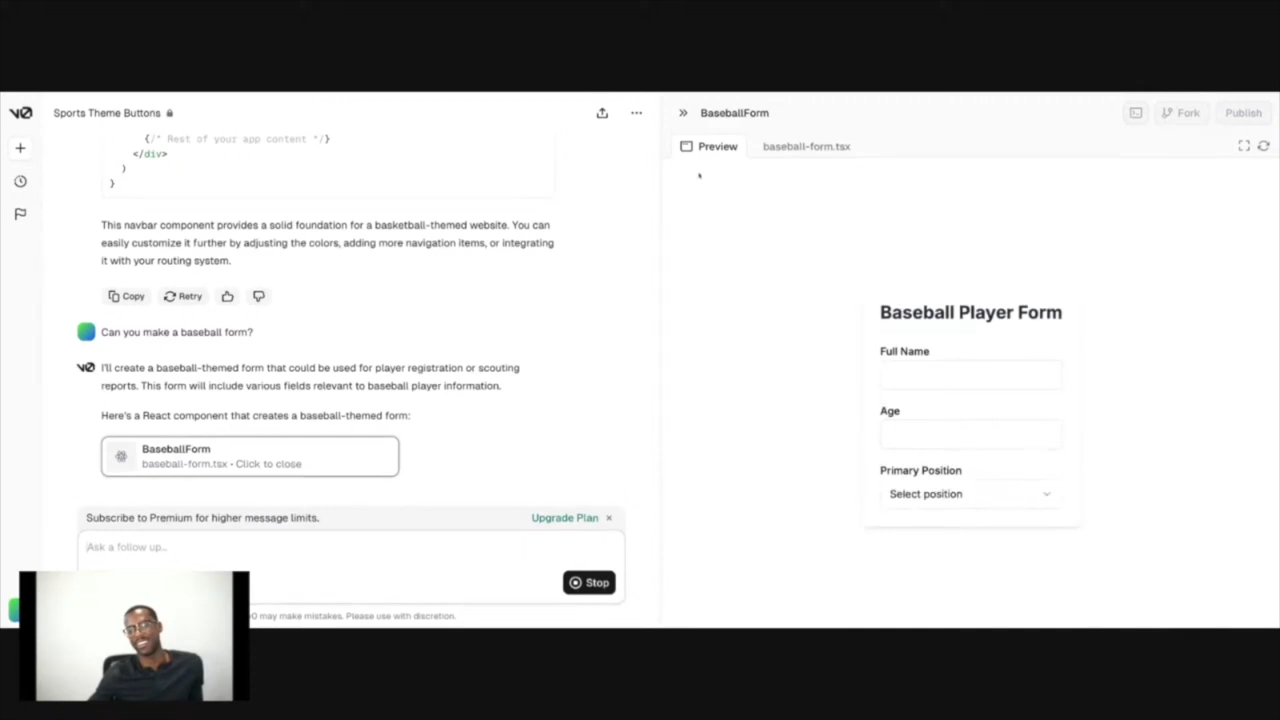 v0
Sports Theme Buttons
{/* Rest of your app content */}
</div>
)
}
This navbar component provides a solid foundation for a basketball-themed website. You can
easily customize it further by adjusting the colors, adding more navigation items, or integrating
it with your routing system.
Copy Retry
Can you make a baseball form?
v0 I'll create a baseball-themed form that could be used for player registration or scouting
reports. This form will include various fields relevant to baseball player information.
Here's a React component that creates a baseball-themed form:
BaseballForm
baseball-form.tsx • Click to close
Subscribe to Premium for higher message limits. Upgrade Plan ×
Ask a follow up...
Stop
v0 may make mistakes. Please use with discretion.
BaseballForm
Fork Publish
Preview baseball-form.tsx
Baseball Player Form
Full Name
Age
Primary Position
Select position